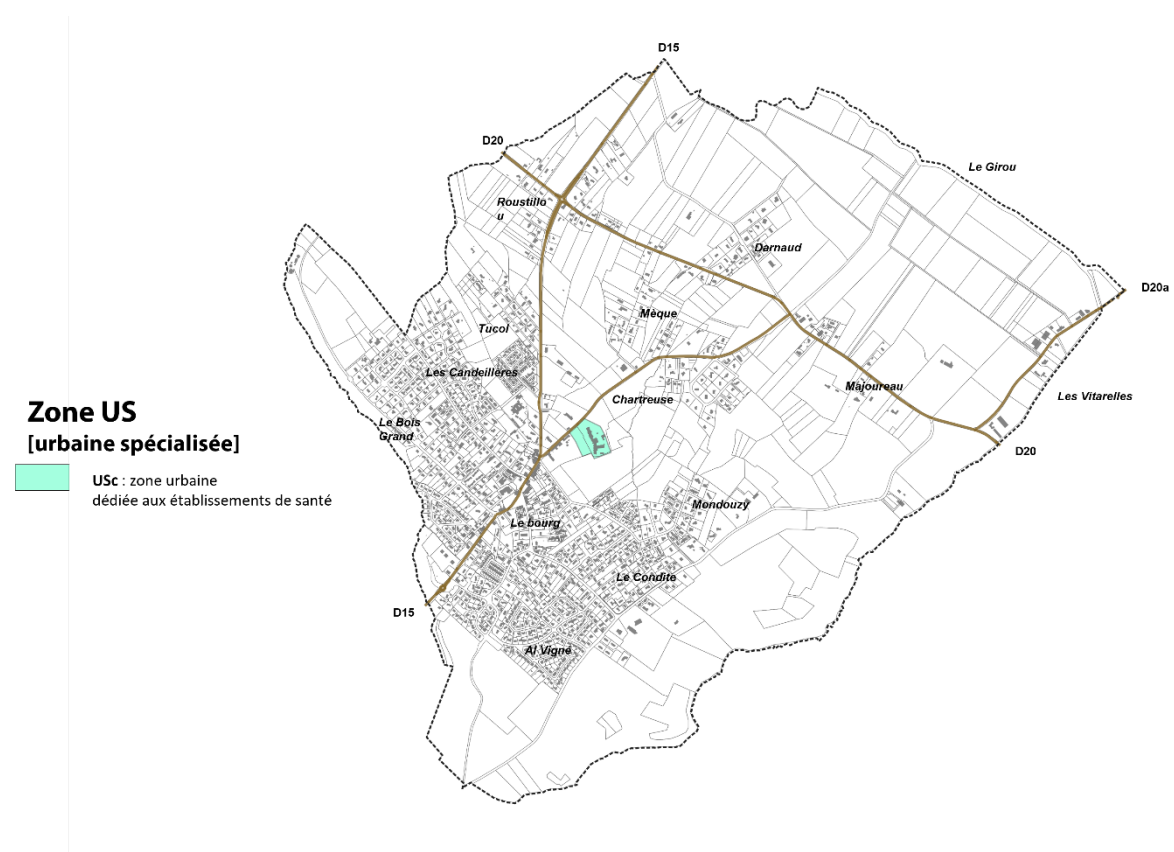 D15
D20
Le Girou
Roustillo
u
Darnaud
D20a
Mèque
Tucol
Les Candeillères
Majoureau
Les Vitarelles
Chartreuse
Zone US
[urbaine spécialisée]
Le Bois
Grand
D20
USc : zone urbaine
dédiée aux établissements de santé
Mondouzy
Le bourg
Le Condite
D15
Al Vigné